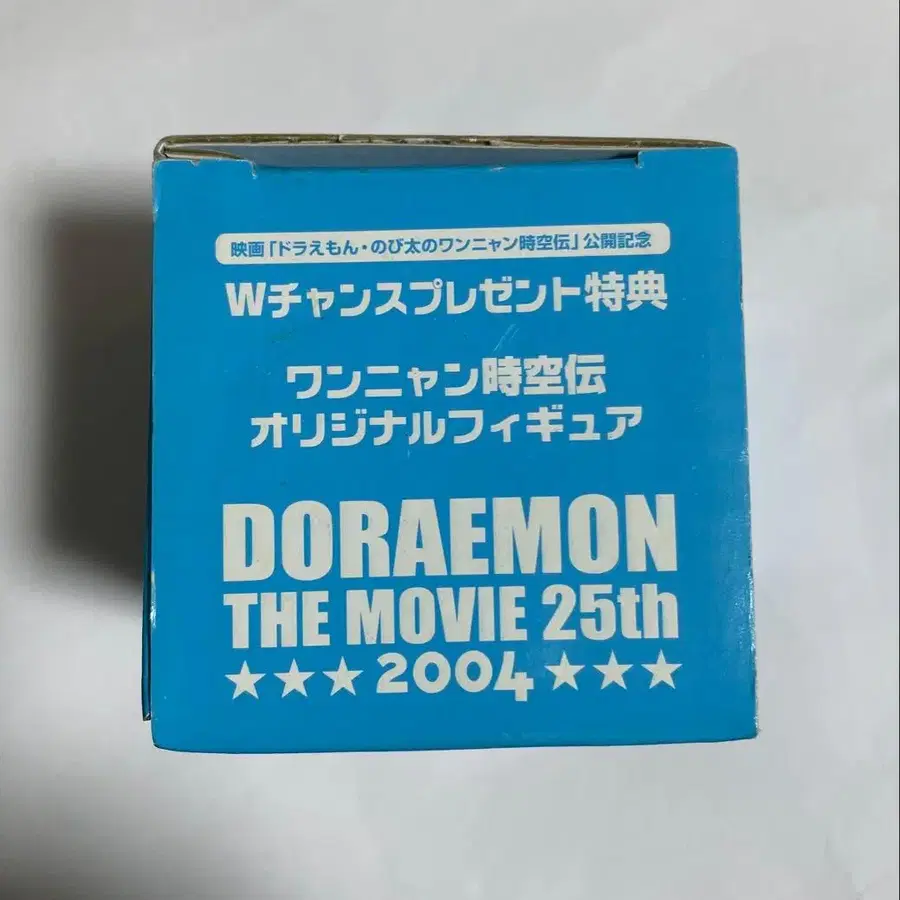 映画「ドラえもん・のび太のワンニャン時空伝」公開記念
Wチャンスプレゼント特典
ワンニャン時空伝
オリジナルフィギュア
DORAEMON
THE MOVIE 25th
★★★2004★★★